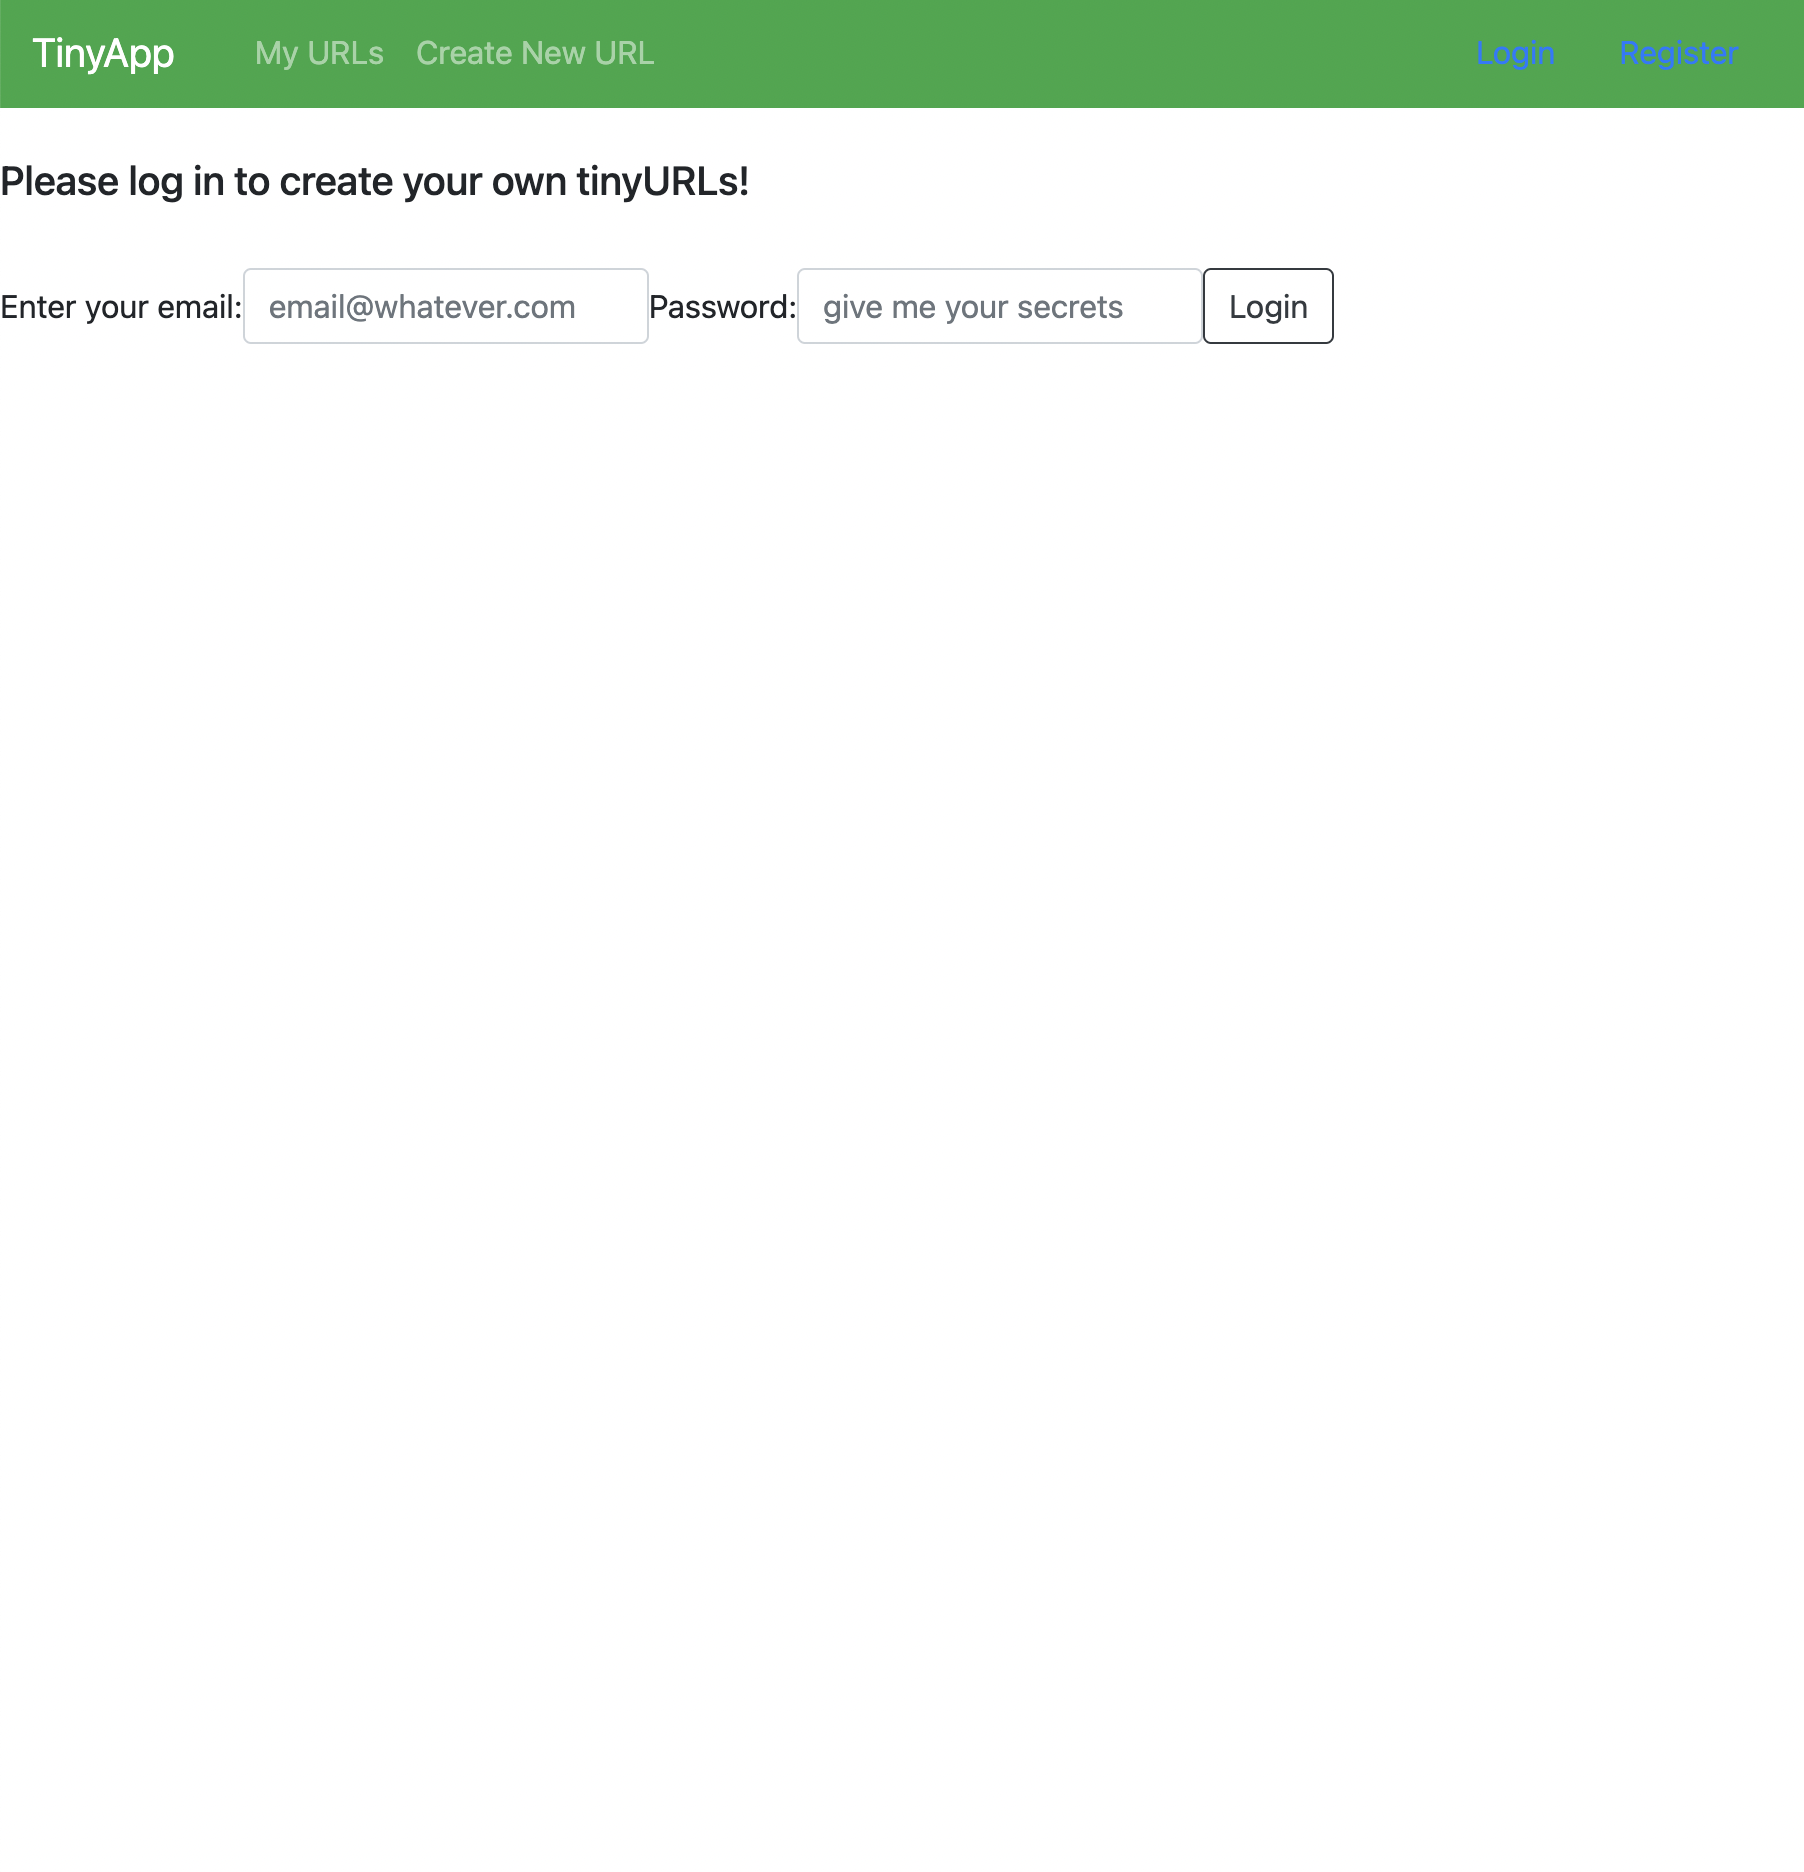 TinyApp My URLs Create New URL Login Register
Please log in to create your own tinyURLs!
Enter your email: email@whatever.com Password: give me your secrets Login